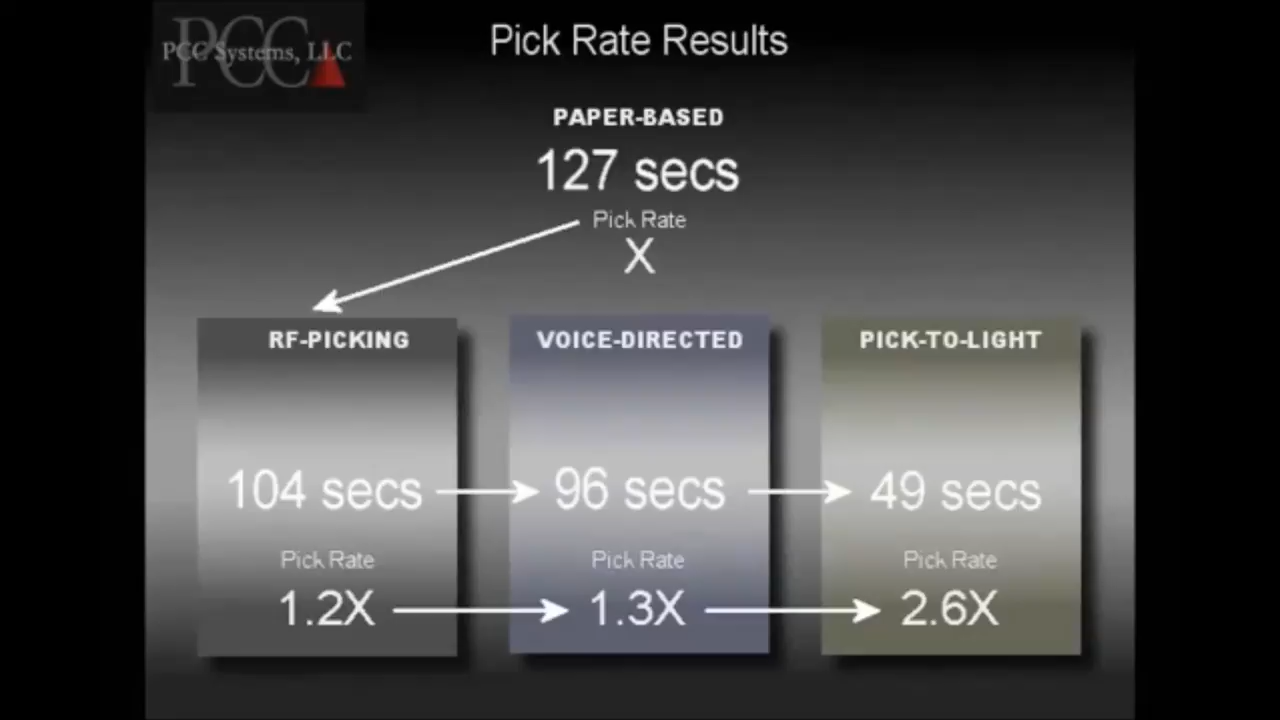 PCC
PCC Systems, LLC
Pick Rate Results
PAPER-BASED
127 secs
Pick Rate
X
RF-PICKING
104 secs
Pick Rate
1.2X
VOICE-DIRECTED
96 secs
Pick Rate
1.3X
PICK-TO-LIGHT
49 secs
Pick Rate
2.6X